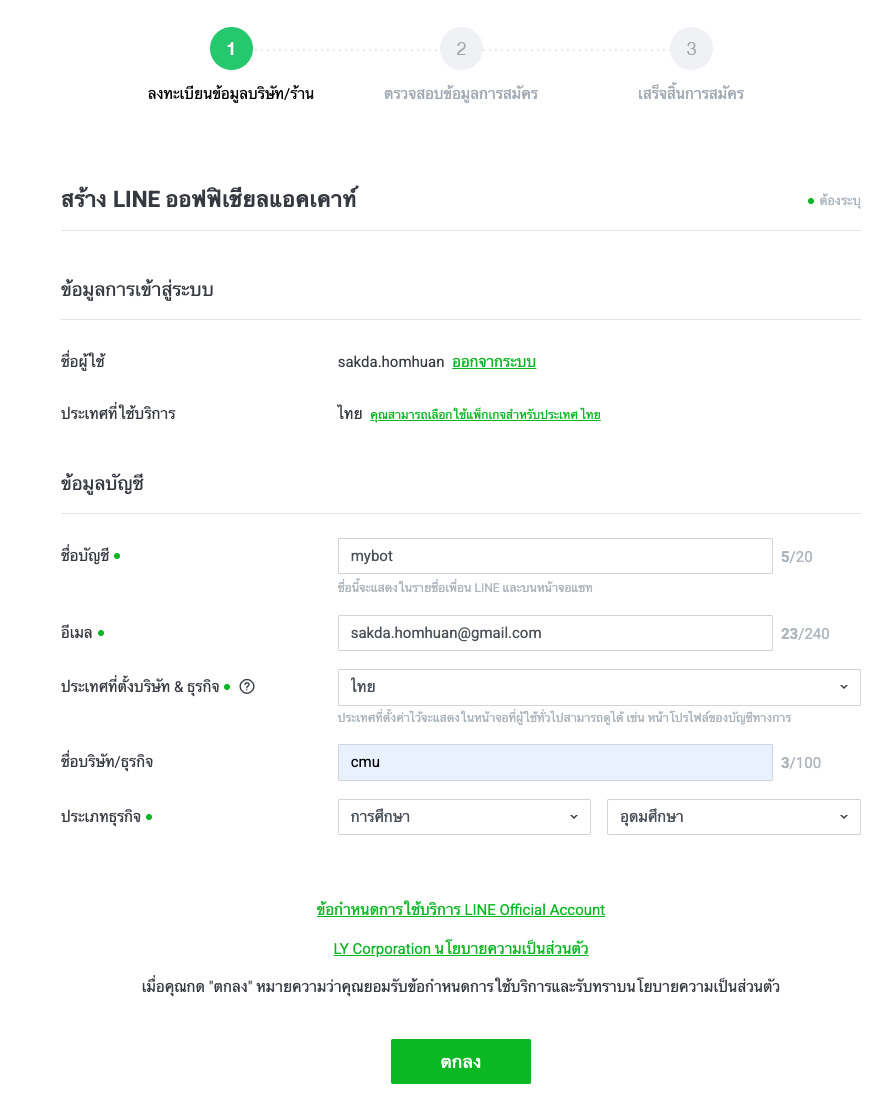 1
2
3
ลงทะเบียนข้อมูลบริษัท/ร้าน
ตรวจสอบข้อมูลการสมัคร
เสร็จสิ้นการสมัคร
สร้าง LINE ออฟฟิเชียลแอคเคาท์
ต้องระบุ
ข้อมูลการเข้าสู่ระบบ
ชื่อผู้ใช้
sakda.homhuan ออกจากระบบ
ประเทศที่ใช้บริการ
ไทย คุณสามารถเลือกใช้แพ็กเกจสำหรับประเทศ ไทย
ข้อมูลบัญชี
ชื่อบัญชี
mybot
5/20
ชื่อนี้จะแสดงในรายชื่อเพื่อน LINE และบนหน้าจอแชท
อีเมล
sakda.homhuan@gmail.com
23/240
ประเทศที่ตั้งบริษัท & ธุรกิจ
ไทย
ประเทศที่ตั้งค่าไว้จะแสดงในหน้าจอที่ผู้ใช้ทั่วไปสามารถดูได้ เช่น หน้าโปรไฟล์ของบัญชีทางการ
ชื่อบริษัท/ธุรกิจ
cmu
3/100
ประเภทธุรกิจ
การศึกษา
อุดมศึกษา
ข้อกำหนดการใช้บริการ LINE Official Account
LY Corporation นโยบายความเป็นส่วนตัว
เมื่อคุณกด "ตกลง" หมายความว่าคุณยอมรับข้อกำหนดการใช้บริการและรับทราบนโยบายความเป็นส่วนตัว
ตกลง